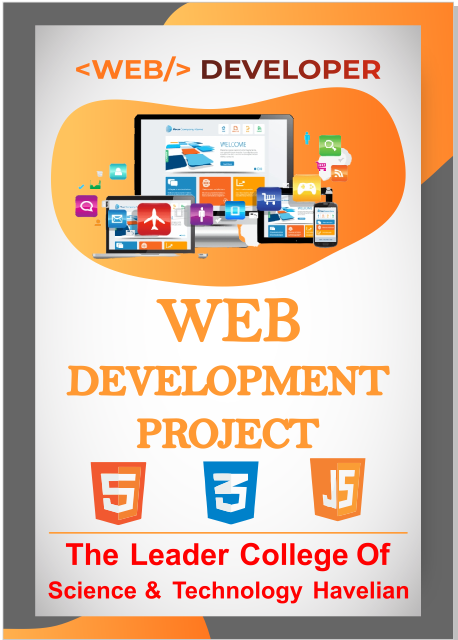 <WEB/> DEVELOPER
WELCOME
WEB
DEVELOPMENT
PROJECT
5 3 JS
The Leader College Of
Science & Technology Havelian